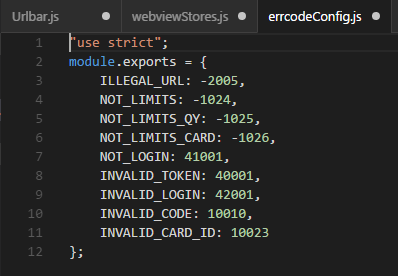 Urlbar.js webviewStores.js errcodeConfig.js
1 "use strict";
2 module.exports = {
3 ILLEGAL_URL: -2005,
4 NOT_LIMITS: -1024,
5 NOT_LIMITS_QY: -1025,
6 NOT_LIMITS_CARD: -1026,
7 NOT_LOGIN: 41001,
8 INVALID_TOKEN: 40001,
9 INVALID_LOGIN: 42001,
10 INVALID_CODE: 10010,
11 INVALID_CARD_ID: 10023
12 };